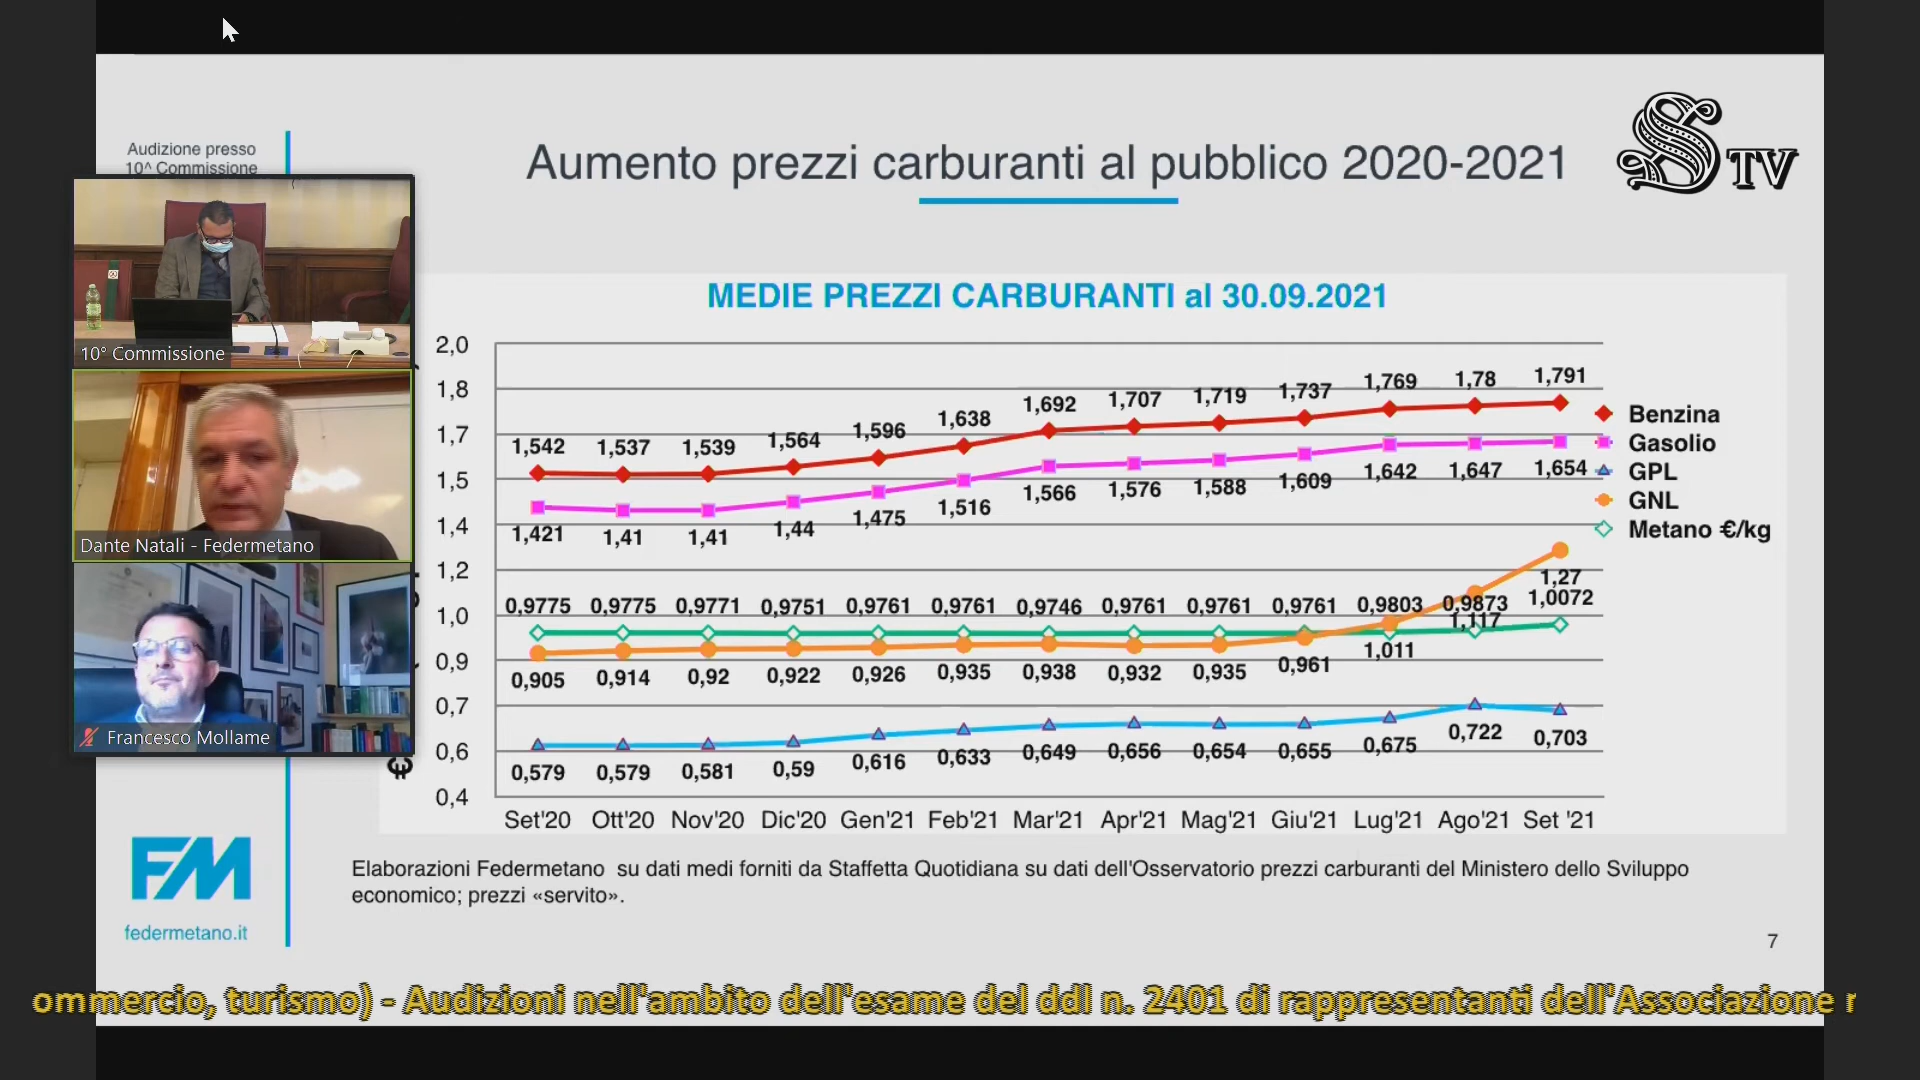 Audizione presso
10^ Commissione
Aumento prezzi carburanti al pubblico 2020-2021
S TV
10° Commissione
Dante Natali - Federmetano
Francesco Mollame
MEDIE PREZZI CARBURANTI al 30.09.2021
2,0
1,8
1,7
1,5
1,4
1,2
1,0
0,9
0,7
0,6
0,4
€
1,542 1,537 1,539 1,564 1,596 1,638 1,692 1,707 1,719 1,737 1,769 1,78 1,791
1,421 1,41 1,41 1,44 1,475 1,516 1,566 1,576 1,588 1,609 1,642 1,647 1,654
0,9775 0,9775 0,9771 0,9751 0,9761 0,9761 0,9746 0,9761 0,9761 0,9761 0,9803 0,9873 1,0072
0,905 0,914 0,92 0,922 0,926 0,935 0,938 0,932 0,935 0,961 1,011 1,117 1,27
0,579 0,579 0,581 0,59 0,616 0,633 0,649 0,656 0,654 0,655 0,675 0,722 0,703
Set'20 Ott'20 Nov'20 Dic'20 Gen'21 Feb'21 Mar'21 Apr'21 Mag'21 Giu'21 Lug'21 Ago'21 Set '21
Benzina
Gasolio
GPL
GNL
Metano €/kg
Elaborazioni Federmetano su dati medi forniti da Staffetta Quotidiana su dati dell'Osservatorio prezzi carburanti del Ministero dello Sviluppo
economico; prezzi «servito».
FM
federmetano.it
7
ommercio, turismo) - Audizioni nell'ambito dell'esame del ddl n. 2401 di rappresentanti dell'Associazione r